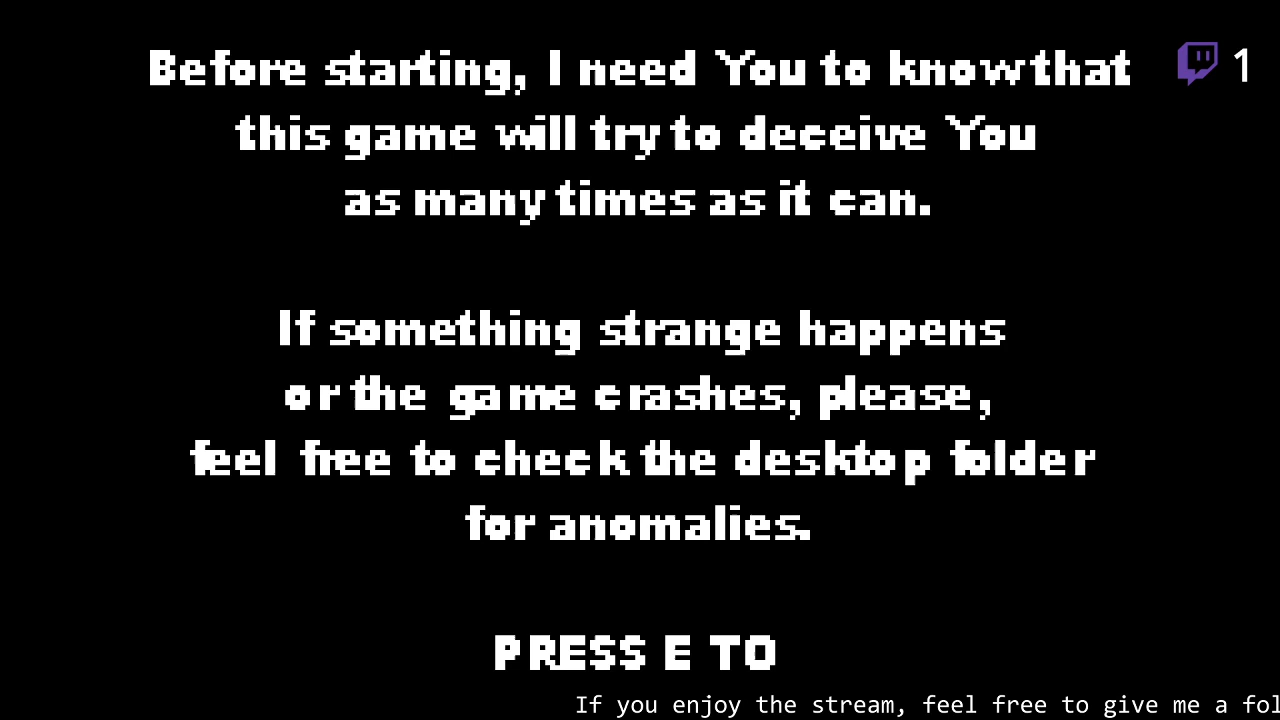 Before starting, I need You to know that
1
this game will try to deceive You
as many times as it can.
If something strange happens
or the game crashes, please,
feel free to check the desktop folder
for anomalies.
PRESS E TO
If you enjoy the stream, feel free to give me a fol